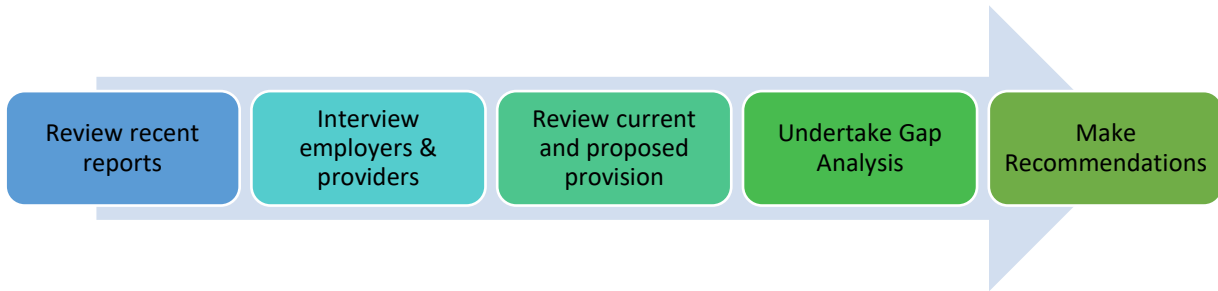 Review recent
reports
Interview
employers &
providers
Review current
and proposed
provision
Undertake Gap
Analysis
Make
Recommendations